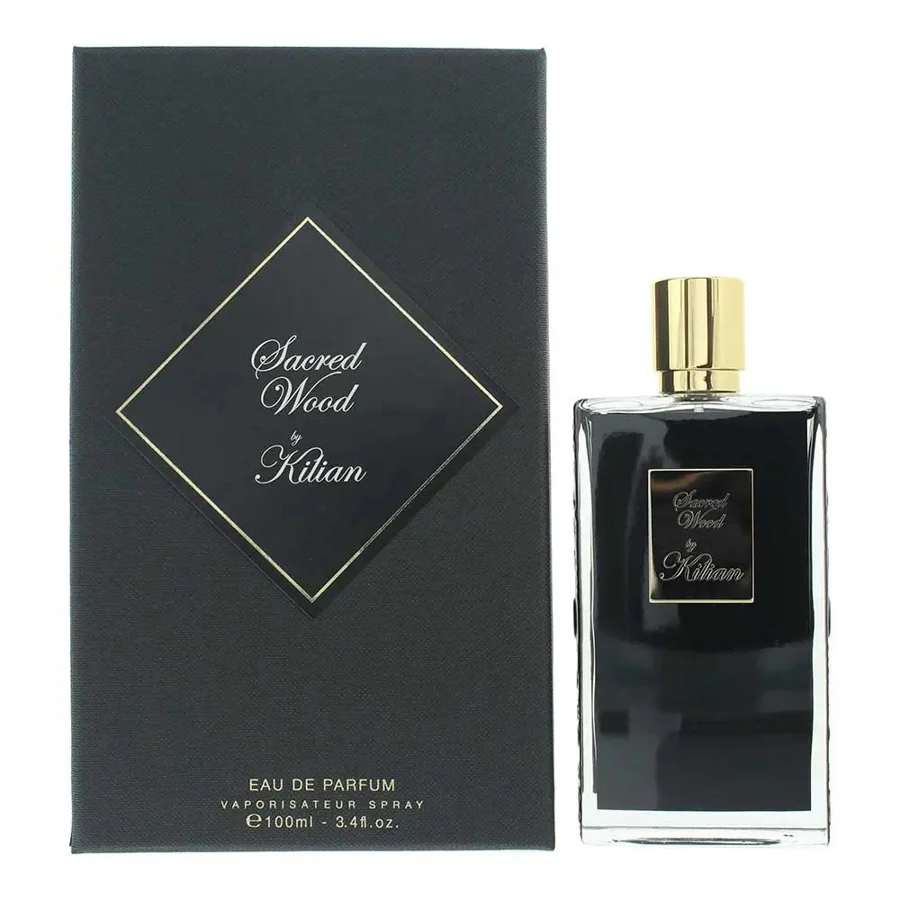 Sacred
Wood
by
Kilian
EAU DE PARFUM
VAPORISATEUR SPRAY
℮100ml - 3.4fl.oz.
Sacred
Wood
by
Kilian